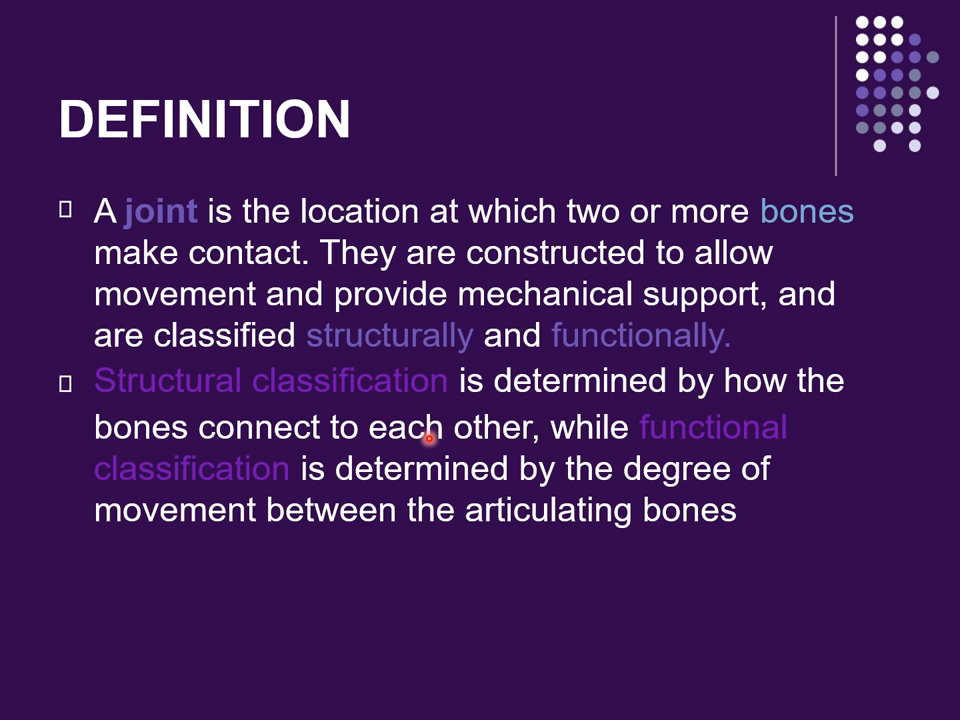 DEFINITION
A joint is the location at which two or more bones
make contact. They are constructed to allow
movement and provide mechanical support, and
are classified structurally and functionally.
Structural classification is determined by how the
bones connect to each other, while functional
classification is determined by the degree of
movement between the articulating bones